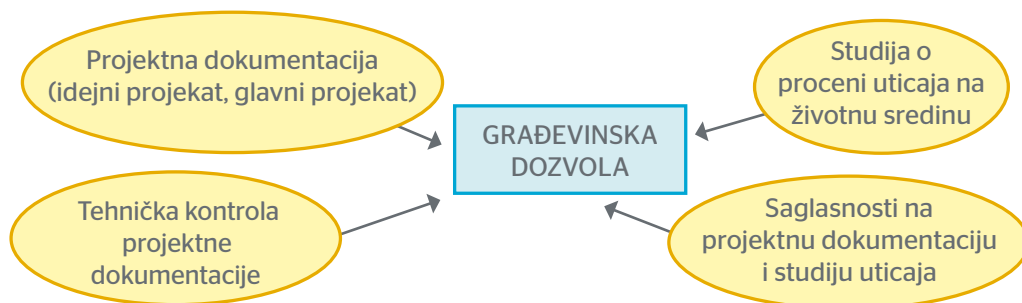 Projektna dokumentacija
(idejni projekat, glavni projekat)
Studija o
proceni uticaja na
životnu sredinu
GRAĐEVINSKA
DOZVOLA
Tehnička kontrola
projektne
dokumentacije
Saglasnosti na
projektnu dokumentaciju
i studiju uticaja